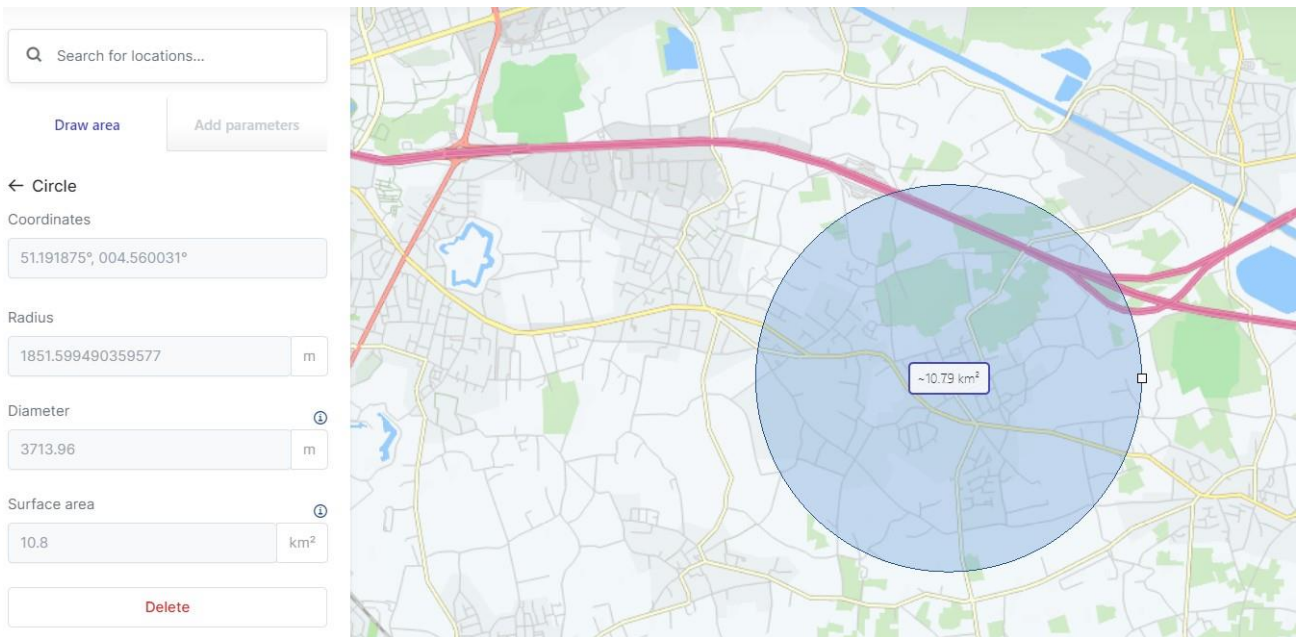 Search for locations...
Draw area
Add parameters
← Circle
Coordinates
51.191875°, 004.560031°
Radius
1851.599490359577 m
Diameter
3713.96 m
Surface area
10.8 km²
Delete
~10.79 km²